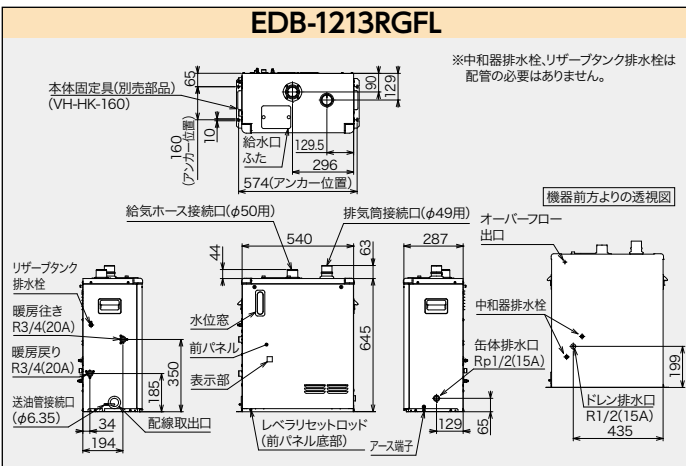 EDB-1213RGFL
※中和器排水栓、リザーブタンク排水栓は
配管の必要はありません。
本体固定具(別売部品)
(VH-HK-160)
65
90
129
160
(アンカー位置)
10
給水口
ふた
129.5
296
574(アンカー位置)
機器前方よりの透視図
給気ホース接続口(φ50用)
排気筒接続口(φ49用)
オーバーフロー
出口
540
287
44
63
リザーブタンク
排水栓
暖房往き
R3/4(20A)
暖房戻り
R3/4(20A)
送油管接続口
(φ6.35)
34
194
185
350
配線取出口
水位窓
前パネル
表示部
645
レベラリセットロッド
(前パネル底部)
缶体排水口
Rp1/2(15A)
アース端子
129
65
中和器排水栓
ドレン排水口
R1/2(15A)
435
199